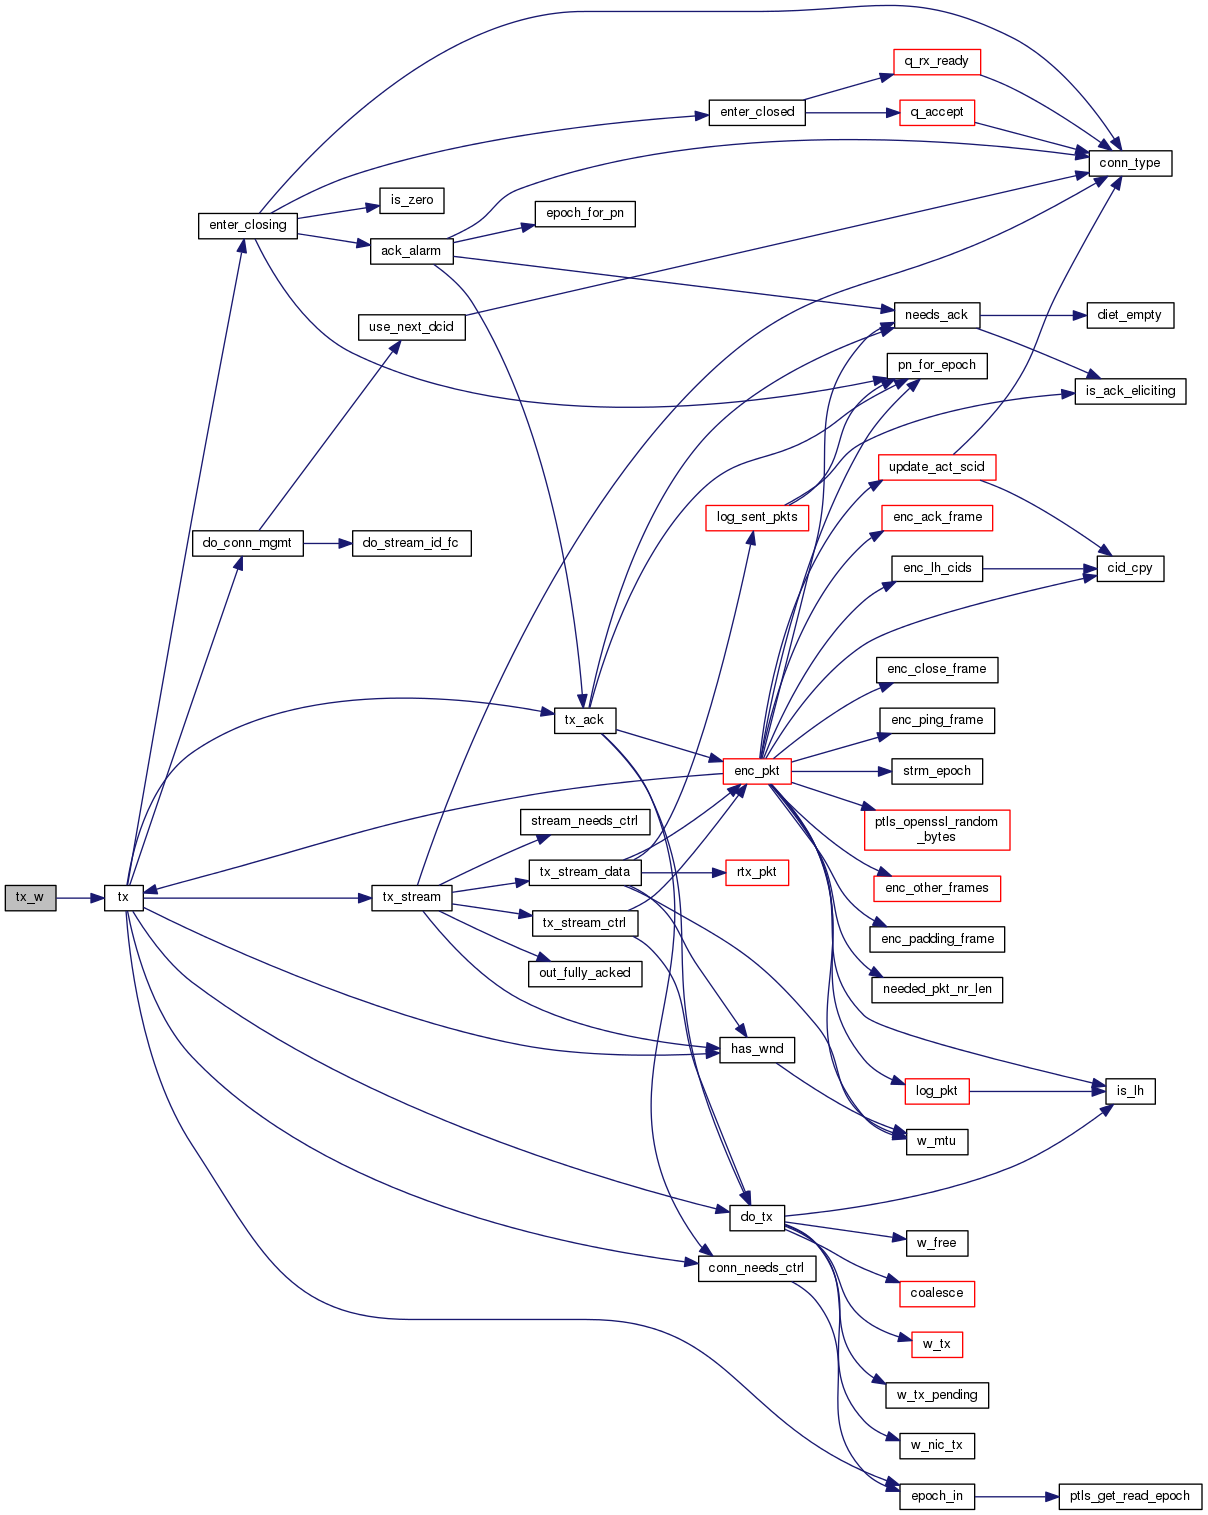 q_rx_ready
enter_closed
q_accept
conn_type
is_zero
epoch_for_pn
enter_closing
ack_alarm
use_next_dcid
needs_ack
diet_empty
pn_for_epoch
is_ack_eliciting
update_act_scid
log_sent_pkts
enc_ack_frame
do_conn_mgmt
do_stream_id_fc
enc_lh_cids
cid_cpy
enc_close_frame
tx_ack
enc_ping_frame
enc_pkt
strm_epoch
stream_needs_ctrl
ptls_openssl_random
_bytes
tx_w
tx
tx_stream
tx_stream_data
rtx_pkt
enc_other_frames
tx_stream_ctrl
enc_padding_frame
out_fully_acked
needed_pkt_nr_len
has_wnd
log_pkt
is_lh
w_mtu
do_tx
w_free
conn_needs_ctrl
coalesce
w_tx
w_tx_pending
w_nic_tx
epoch_in
ptls_get_read_epoch